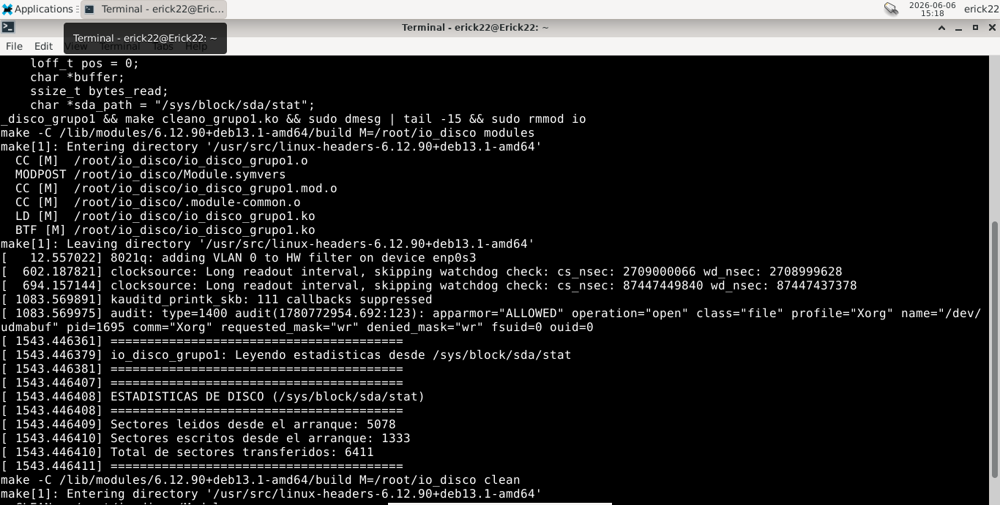 Applications
Terminal - erick22@Eric...
2026-06-06
15:18
erick22
Terminal - erick22@Erick22: ~
Terminal - erick22@Erick22: ~
File Edit View Terminal Tabs Help
loff_t pos = 0;
char *buffer;
ssize_t bytes_read;
char *sda_path = "/sys/block/sda/stat";
_disco_grupo1 && make cleano_grupo1.ko && sudo dmesg | tail -15 && sudo rmmod io
make -C /lib/modules/6.12.90+deb13.1-amd64/build M=/root/io_disco modules
make[1]: Entering directory '/usr/src/linux-headers-6.12.90+deb13.1-amd64'
CC [M]  /root/io_disco/io_disco_grupo1.o
MODPOST /root/io_disco/Module.symvers
CC [M]  /root/io_disco/io_disco_grupo1.mod.o
CC [M]  /root/io_disco/.module-common.o
LD [M]  /root/io_disco/io_disco_grupo1.ko
BTF [M] /root/io_disco/io_disco_grupo1.ko
make[1]: Leaving directory '/usr/src/linux-headers-6.12.90+deb13.1-amd64'
[   12.557022] 8021q: adding VLAN 0 to HW filter on device enp0s3
[  602.187821] clocksource: Long readout interval, skipping watchdog check: cs_nsec: 2709000066 wd_nsec: 2708999628
[  694.157144] clocksource: Long readout interval, skipping watchdog check: cs_nsec: 87447449840 wd_nsec: 87447437378
[ 1083.569891] kauditd_printk_skb: 111 callbacks suppressed
[ 1083.569975] audit: type=1400 audit(1780772954.692:123): apparmor="ALLOWED" operation="open" class="file" profile="Xorg" name="/dev/
udmabuf" pid=1695 comm="Xorg" requested_mask="wr" denied_mask="wr" fsuid=0 ouid=0
[ 1543.446361] ========================================
[ 1543.446379] io_disco_grupo1: Leyendo estadisticas desde /sys/block/sda/stat
[ 1543.446381] ========================================
[ 1543.446407] ========================================
[ 1543.446408] ESTADISTICAS DE DISCO (/sys/block/sda/stat)
[ 1543.446408] ========================================
[ 1543.446409] Sectores leidos desde el arranque: 5078
[ 1543.446410] Sectores escritos desde el arranque: 1333
[ 1543.446410] Total de sectores transferidos: 6411
[ 1543.446411] ========================================
make -C /lib/modules/6.12.90+deb13.1-amd64/build M=/root/io_disco clean
make[1]: Entering directory '/usr/src/linux-headers-6.12.90+deb13.1-amd64'